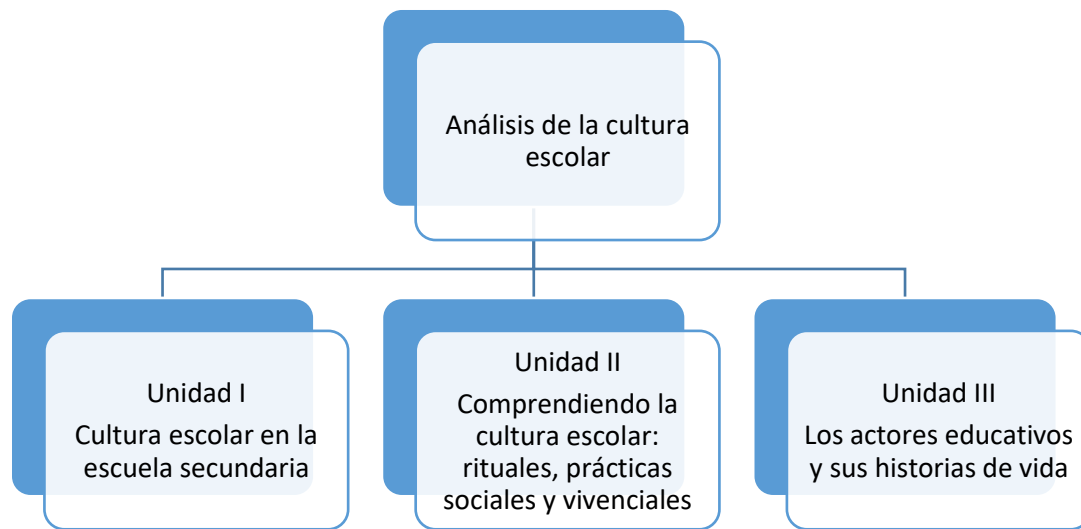 Análisis de la cultura
escolar
Unidad I
Cultura escolar en la
escuela secundaria
Unidad II
Comprendiendo la
cultura escolar:
rituales, prácticas
sociales y vivenciales
Unidad III
Los actores educativos
y sus historias de vida